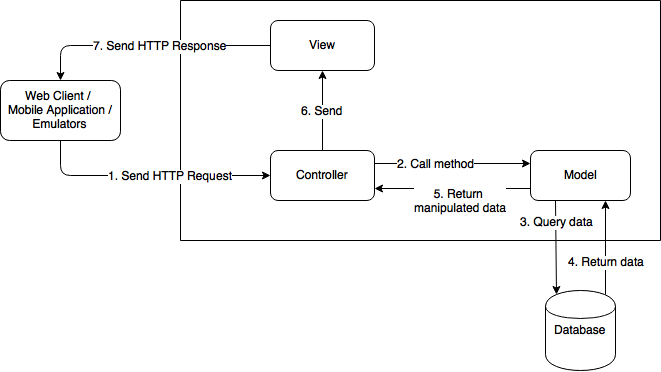 7. Send HTTP Response
View
Web Client /
Mobile Application /
Emulators
6. Send
1. Send HTTP Request
Controller
2. Call method
Model
5. Return
manipulated data
3. Query data
4. Return data
Database